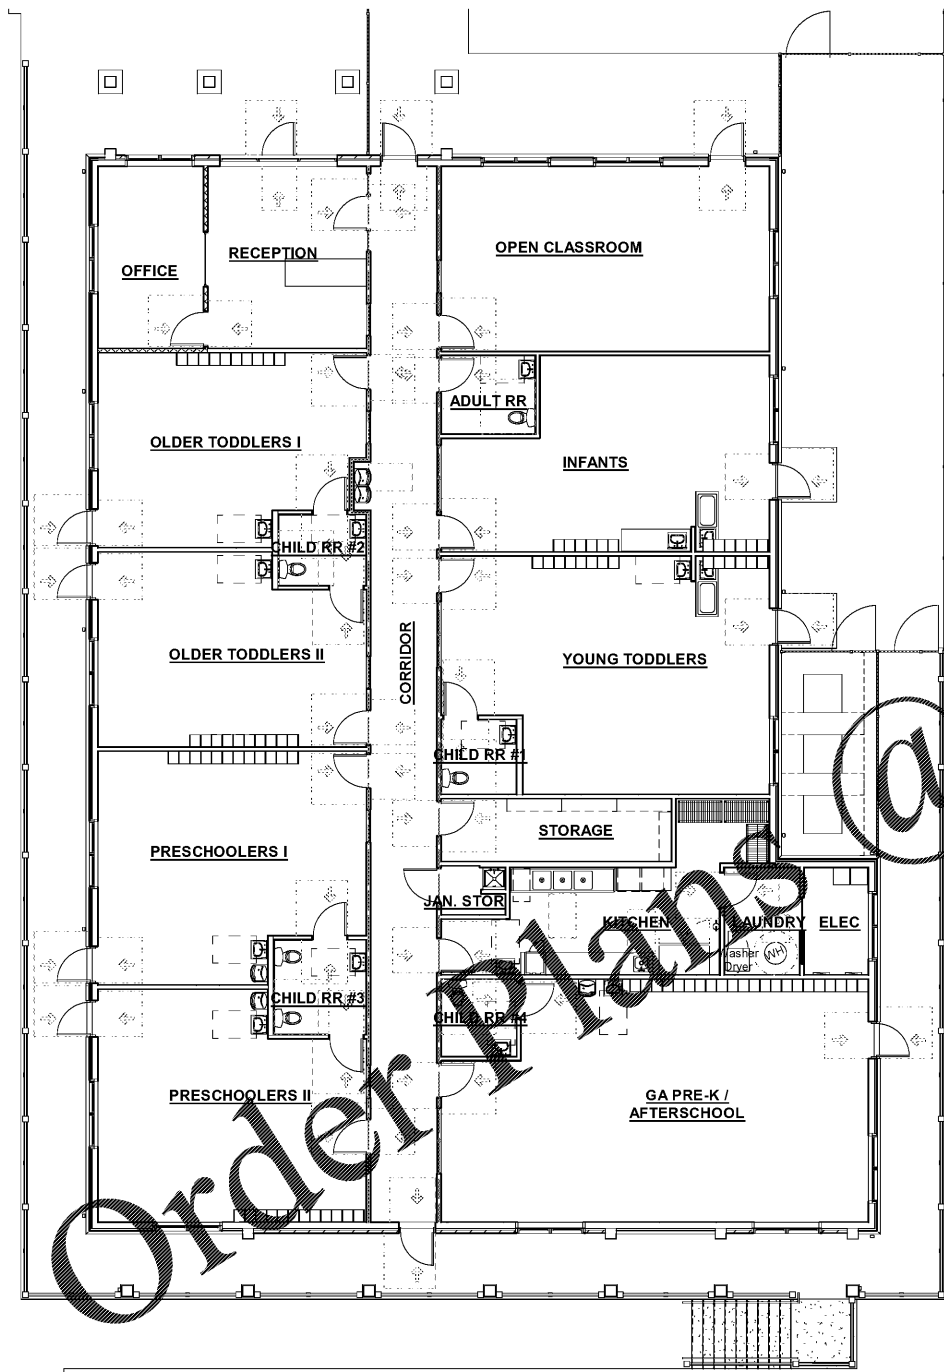 RECEPTION
OPEN CLASSROOM
OFFICE
ADULT RR
OLDER TODDLERS I
INFANTS
CHILD RR #2
OLDER TODDLERS II
CORRIDOR
YOUNG TODDLERS
CHILD RR #1
STORAGE
PRESCHOOLERS I
JAN. STOR
KITCHEN
LAUNDRY
ELEC
Washer
Dryer
WH
CHILD RR #3
CHILD RR #4
PRESCHOOLERS II
GA PRE-K /
AFTERSCHOOL
Order Plans @